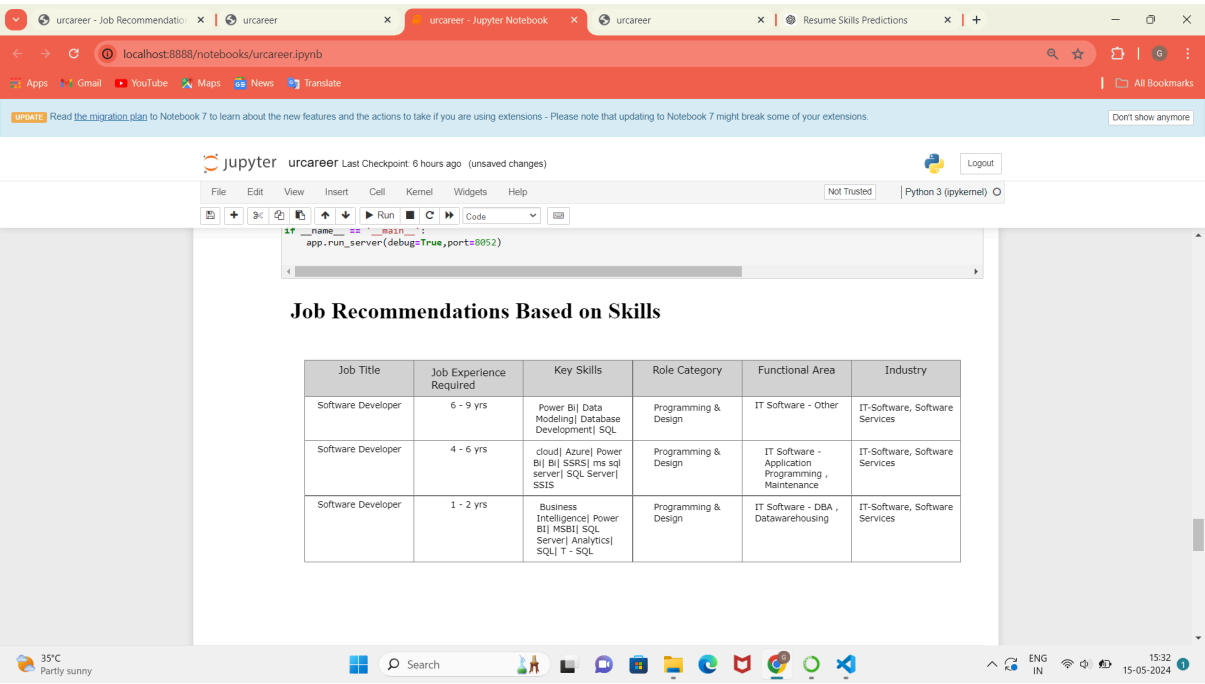 urcareer - Job Recommendation
urcareer
urcareer - Jupyter Notebook
urcareer
Resume Skills Predictions
localhost:8888/notebooks/urcareer.ipynb
G
Apps
Gmail
YouTube
Maps
News
Translate
All Bookmarks
UPDATE Read the migration plan to Notebook 7 to learn about the new features and the actions to take if you are using extensions - Please note that updating to Notebook 7 might break some of your extensions.
Don't show anymore
jupyter urcareer Last Checkpoint: 6 hours ago (unsaved changes)
Logout
File Edit View Insert Cell Kernel Widgets Help
Not Trusted
Python 3 (ipykernel)
Run
Code
if __name__ == '__main__':
app.run_server(debug=True,port=8052)
Job Recommendations Based on Skills
Job Title
Job Experience
Required
Key Skills
Role Category
Functional Area
Industry
Software Developer
6 - 9 yrs
Power Bi| Data
Modeling| Database
Development| SQL
Programming &
Design
IT Software - Other
IT-Software, Software
Services
Software Developer
4 - 6 yrs
cloud| Azure| Power
Bi| Bi| SSRS| ms sql
server| SQL Server|
SSIS
Programming &
Design
IT Software -
Application
Programming ,
Maintenance
IT-Software, Software
Services
Software Developer
1 - 2 yrs
Business
Intelligence| Power
BI| MSBI| SQL
Server| Analytics|
SQL| T - SQL
Programming &
Design
IT Software - DBA ,
Datawarehousing
IT-Software, Software
Services
35°C
Partly sunny
Search
ENG
IN
15:32
15-05-2024
1